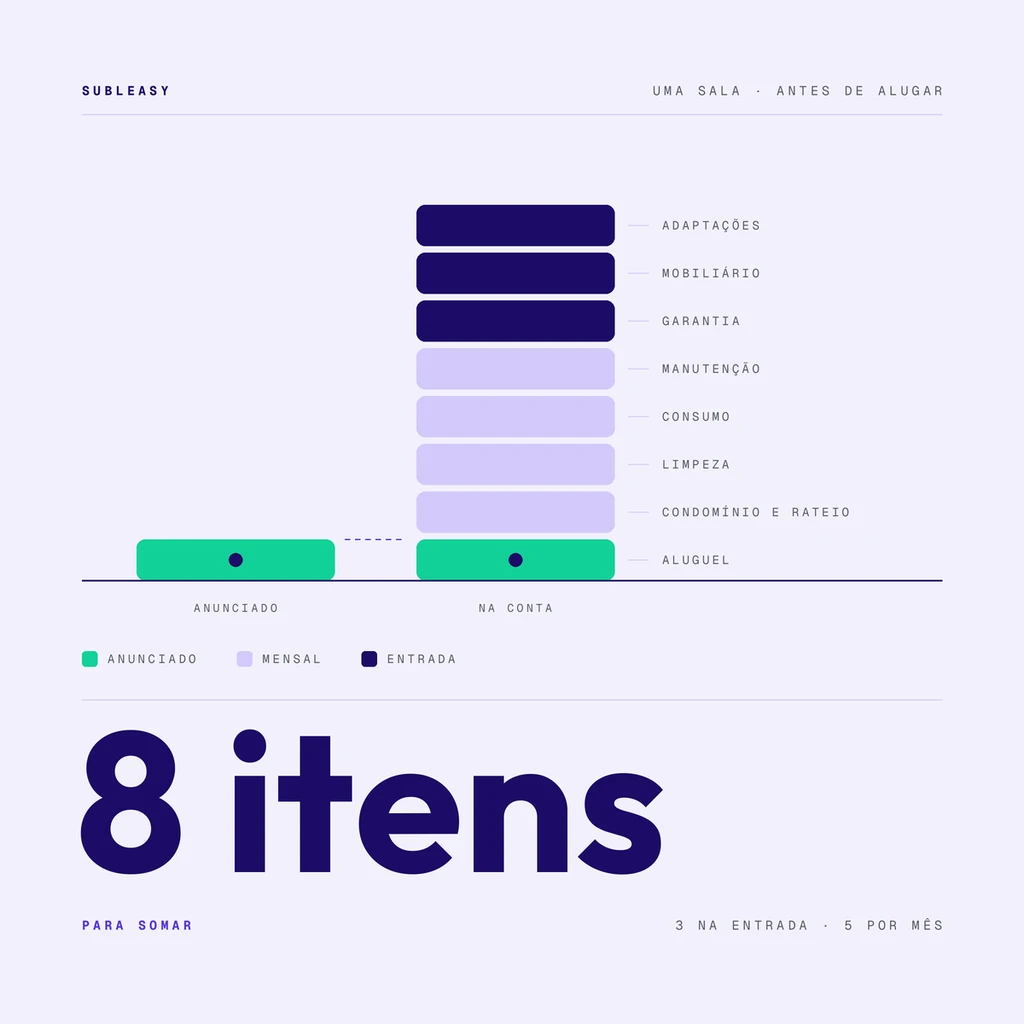 SUBLEASY
UMA SALA · ANTES DE ALUGAR
ADAPTAÇÕES
MOBILIÁRIO
GARANTIA
MANUTENÇÃO
CONSUMO
LIMPEZA
CONDOMÍNIO E RATEIO
ALUGUEL
ANUNCIADO
NA CONTA
ANUNCIADO
MENSAL
ENTRADA
8 itens
PARA SOMAR
3 NA ENTRADA · 5 POR MÊS